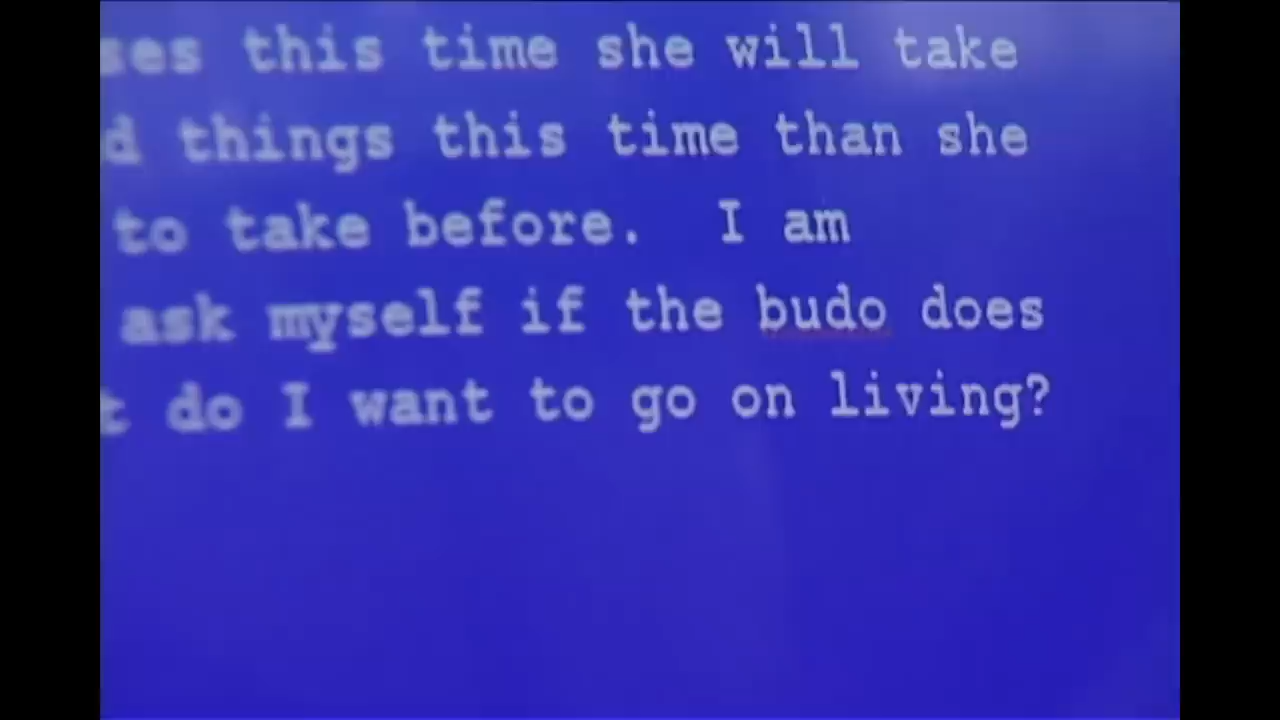 this time she will take
things this time than she
to take before. I am
ask myself if the budo does
do I want to go on living?